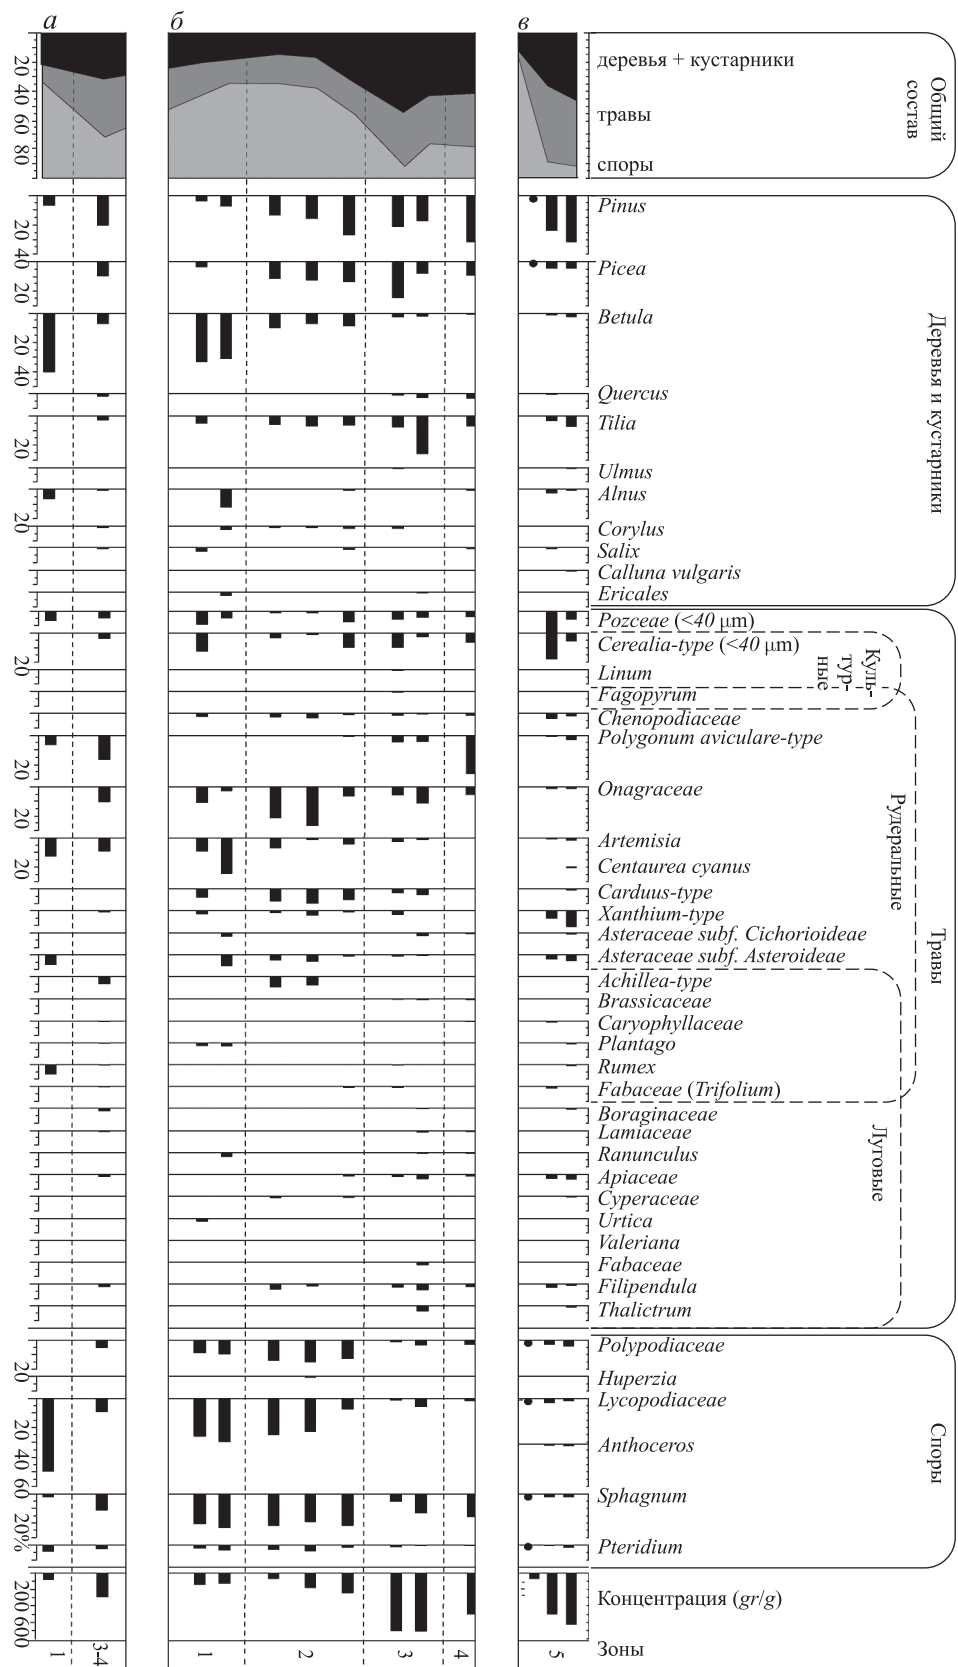 а
б
в
20 40 60 80
деревья + кустарники
травы
споры
Общий
состав
20 40
Pinus
20
Picea
20 40
Betula
Quercus
20
Tilia
Ulmus
20
Alnus
Corylus
Salix
Calluna vulgaris
Ericales
Деревья и кустарники
Pozceae (<40 µm)
20
Cerealia-type (<40 µm)
Linum
Fagopyrum
Куль-
тур-
ные
Chenopodiaceae
20
Polygonum aviculare-type
20
Onagraceae
20
Artemisia
Centaurea cyanus
Carduus-type
Xanthium-type
Asteraceae subf. Cichorioideae
Asteraceae subf. Asteroideae
Рудеральные
Achillea-type
Brassicaceae
Caryophyllaceae
Plantago
Rumex
Fabaceae (Trifolium)
Травы
Boraginaceae
Lamiaceae
Ranunculus
Apiaceae
Cyperaceae
Urtica
Valeriana
Fabaceae
Filipendula
Thalictrum
Луговые
20
Polypodiaceae
Huperzia
20 40 60
Lycopodiaceae
Anthoceros
20%
Sphagnum
Pteridium
Споры
200 600
Концентрация (gr/g)
1
3-4
1
2
3
4
5
Зоны